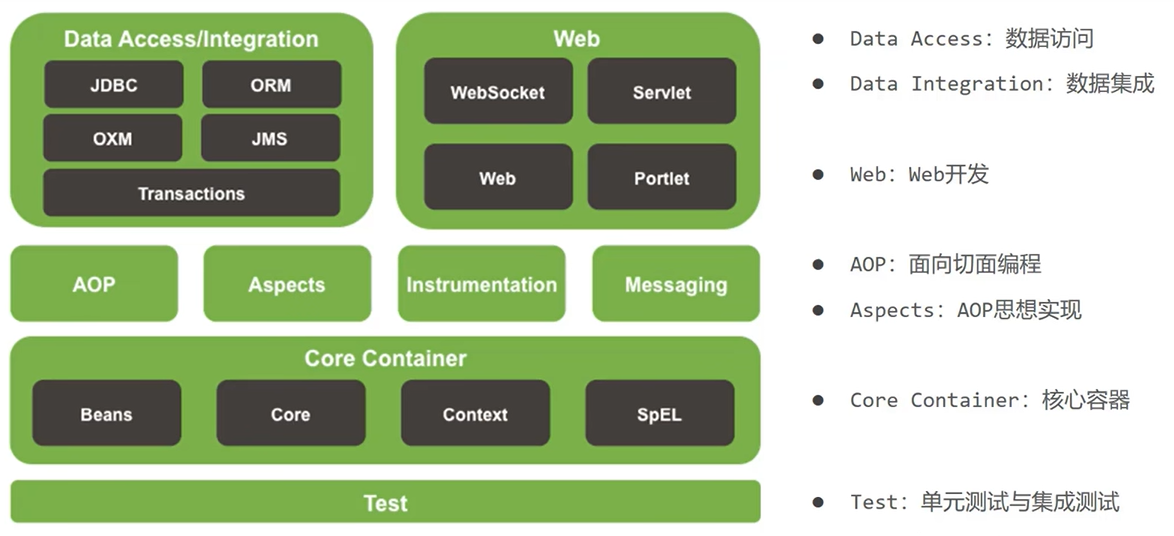 Data Access/Integration
JDBC
ORM
OXM
JMS
Transactions
Web
WebSocket
Servlet
Web
Portlet
AOP
Aspects
Instrumentation
Messaging
Core Container
Beans
Core
Context
SpEL
Test
● Data Access：数据访问
● Data Integration：数据集成
● Web：Web开发
● AOP：面向切面编程
● Aspects：AOP思想实现
● Core Container：核心容器
● Test：单元测试与集成测试